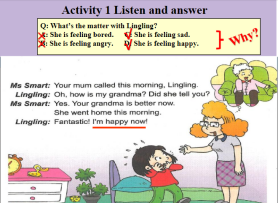 Activity 1 Listen and answer
Q: What's the matter with Lingling?
A: She is feeling bored. C: She is feeling sad.
B: She is feeling angry. D: She is feeling happy.
Why?
Ms Smart: Your mum called this morning, Lingling.
Lingling: Oh, how is my grandma? Did she tell you?
Ms Smart: Yes. Your grandma is better now.
She went home this morning.
Lingling: Fantastic! I'm happy now!